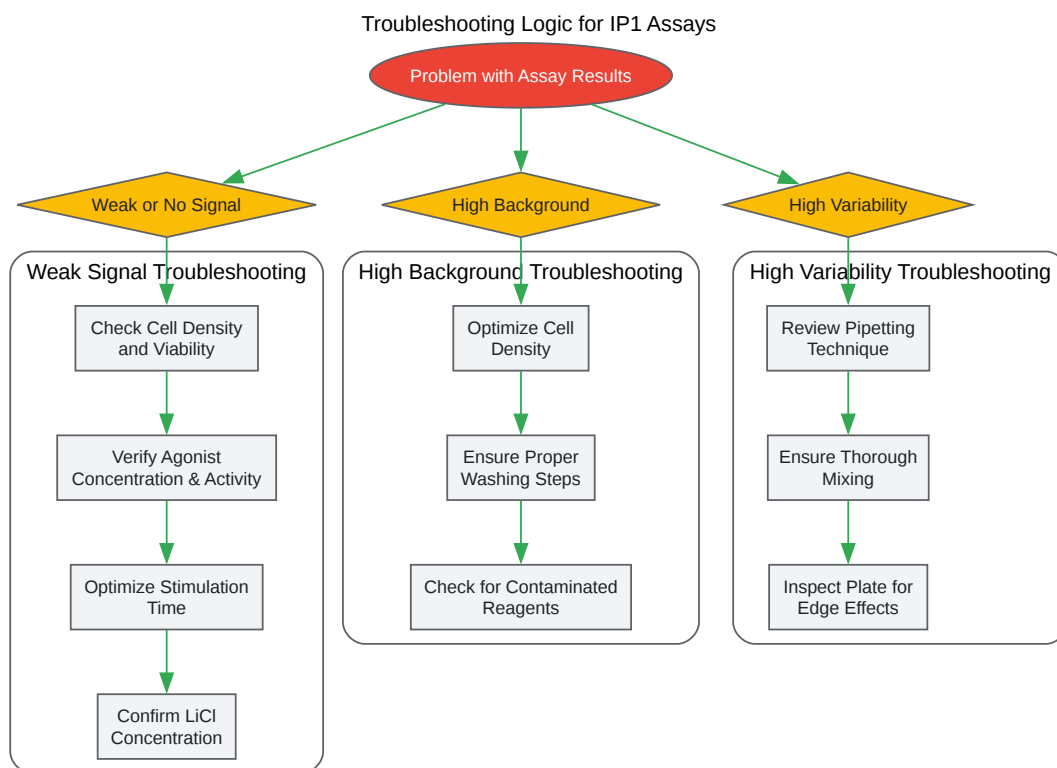 Troubleshooting Logic for IP1 Assays
Problem with Assay Results
Weak or No Signal
High Background
High Variability
Weak Signal Troubleshooting
Check Cell Density
and Viability
Verify Agonist
Concentration & Activity
Optimize Stimulation
Time
Confirm LiCl
Concentration
High Background Troubleshooting
Optimize Cell
Density
Ensure Proper
Washing Steps
Check for Contaminated
Reagents
High Variability Troubleshooting
Review Pipetting
Technique
Ensure Thorough
Mixing
Inspect Plate for
Edge Effects